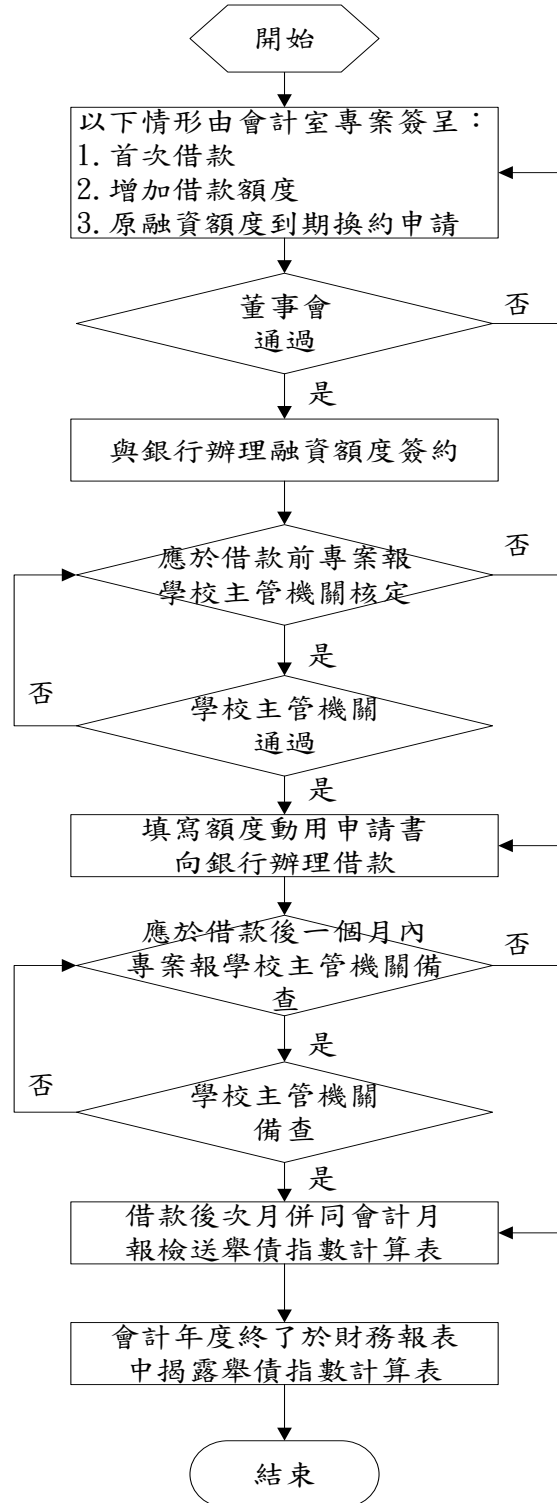 開始
以下情形由會計室專案簽呈：
1.首次借款
2.增加借款額度
3.原融資額度到期換約申請
董事會
通過
否
是
與銀行辦理融資額度簽約
應於借款前專案報
學校主管機關核定
否
是
否
學校主管機關
通過
是
填寫額度動用申請書
向銀行辦理借款
應於借款後一個月內
專案報學校主管機關備
查
否
是
否
學校主管機關
備查
是
借款後次月併同會計月
報檢送舉債指數計算表
會計年度終了於財務報表
中揭露舉債指數計算表
結束